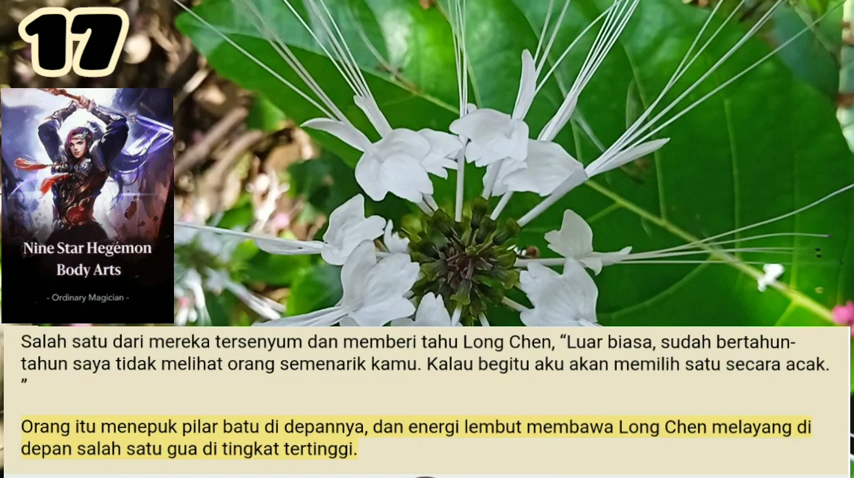 17
Nine Star Hegemon
Body Arts
- Ordinary Magician -
Salah satu dari mereka tersenyum dan memberi tahu Long Chen, “Luar biasa, sudah bertahun-
tahun saya tidak melihat orang semenarik kamu. Kalau begitu aku akan memilih satu secara acak.
”
Orang itu menepuk pilar batu di depannya, dan energi lembut membawa Long Chen melayang di
depan salah satu gua di tingkat tertinggi.